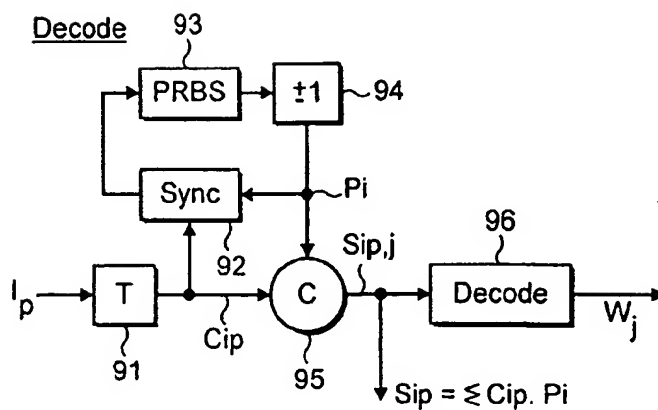 Decode
93
PRBS
±1
94
Sync
Pi
92
Sip,j
96
Ip
T
Cip
C
Decode
Wj
91
95
Sip = ≤ Cip. Pi